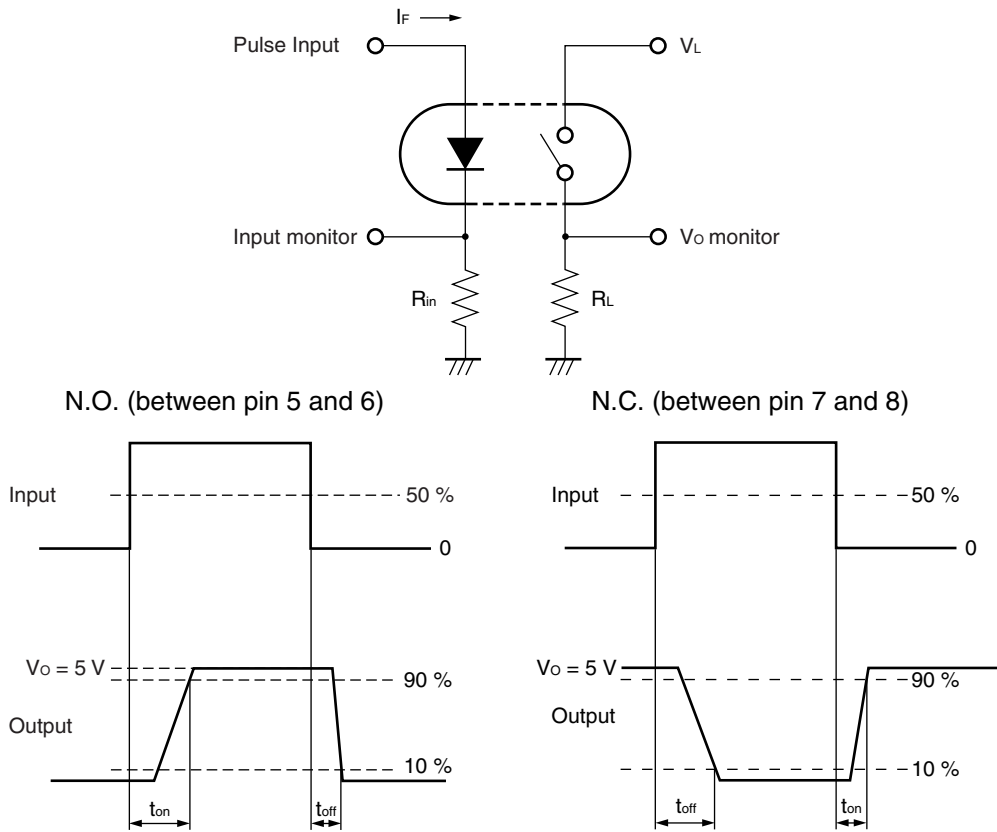 IF
Pulse Input
VL
Input monitor
VO monitor
Rin
RL
N.O. (between pin 5 and 6)
N.C. (between pin 7 and 8)
Input
50 %
0
VO = 5 V
90 %
Output
10 %
ton
toff
Input
50 %
0
VO = 5 V
90 %
Output
10 %
toff
ton